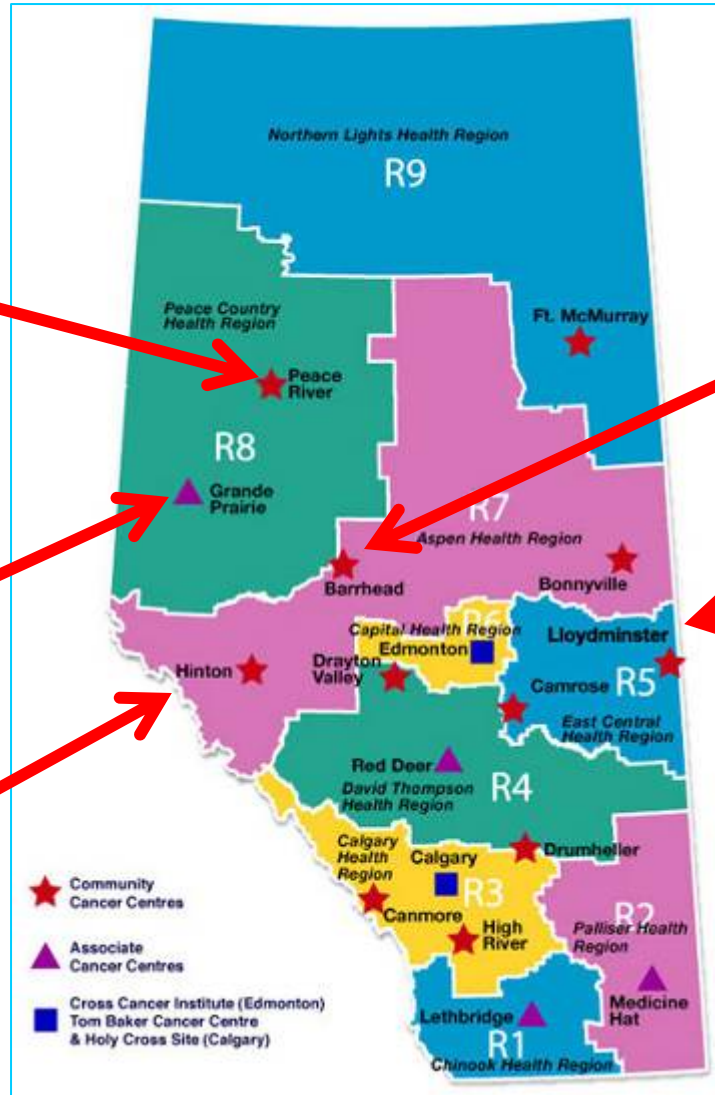 Northern Lights Health Region
R9
Peace Country
Health Region
Ft. McMurray
Peace
River
R8
Grande
Prairie
R7
Aspen Health Region
Barrhead
Bonnyville
R6
Capital Health Region
Edmonton
Lloydminster
Hinton
Drayton
Valley
Camrose
R5
East Central
Health Region
Red Deer
David Thompson
Health Region
R4
Calgary
Health
Region
Calgary
Drumheller
R3
Canmore
High
River
R2
Palliser Health
Region
Medicine
Hat
Lethbridge
R1
Chinook Health Region
Community
Cancer Centres
Associate
Cancer Centres
Cross Cancer Institute (Edmonton)
Tom Baker Cancer Centre
& Holy Cross Site (Calgary)